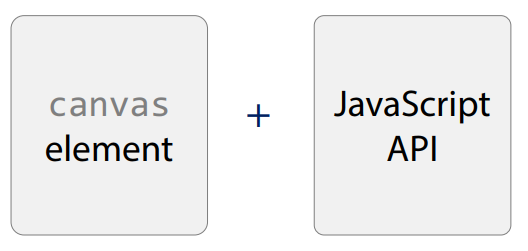 canvas
element
+
JavaScript
API